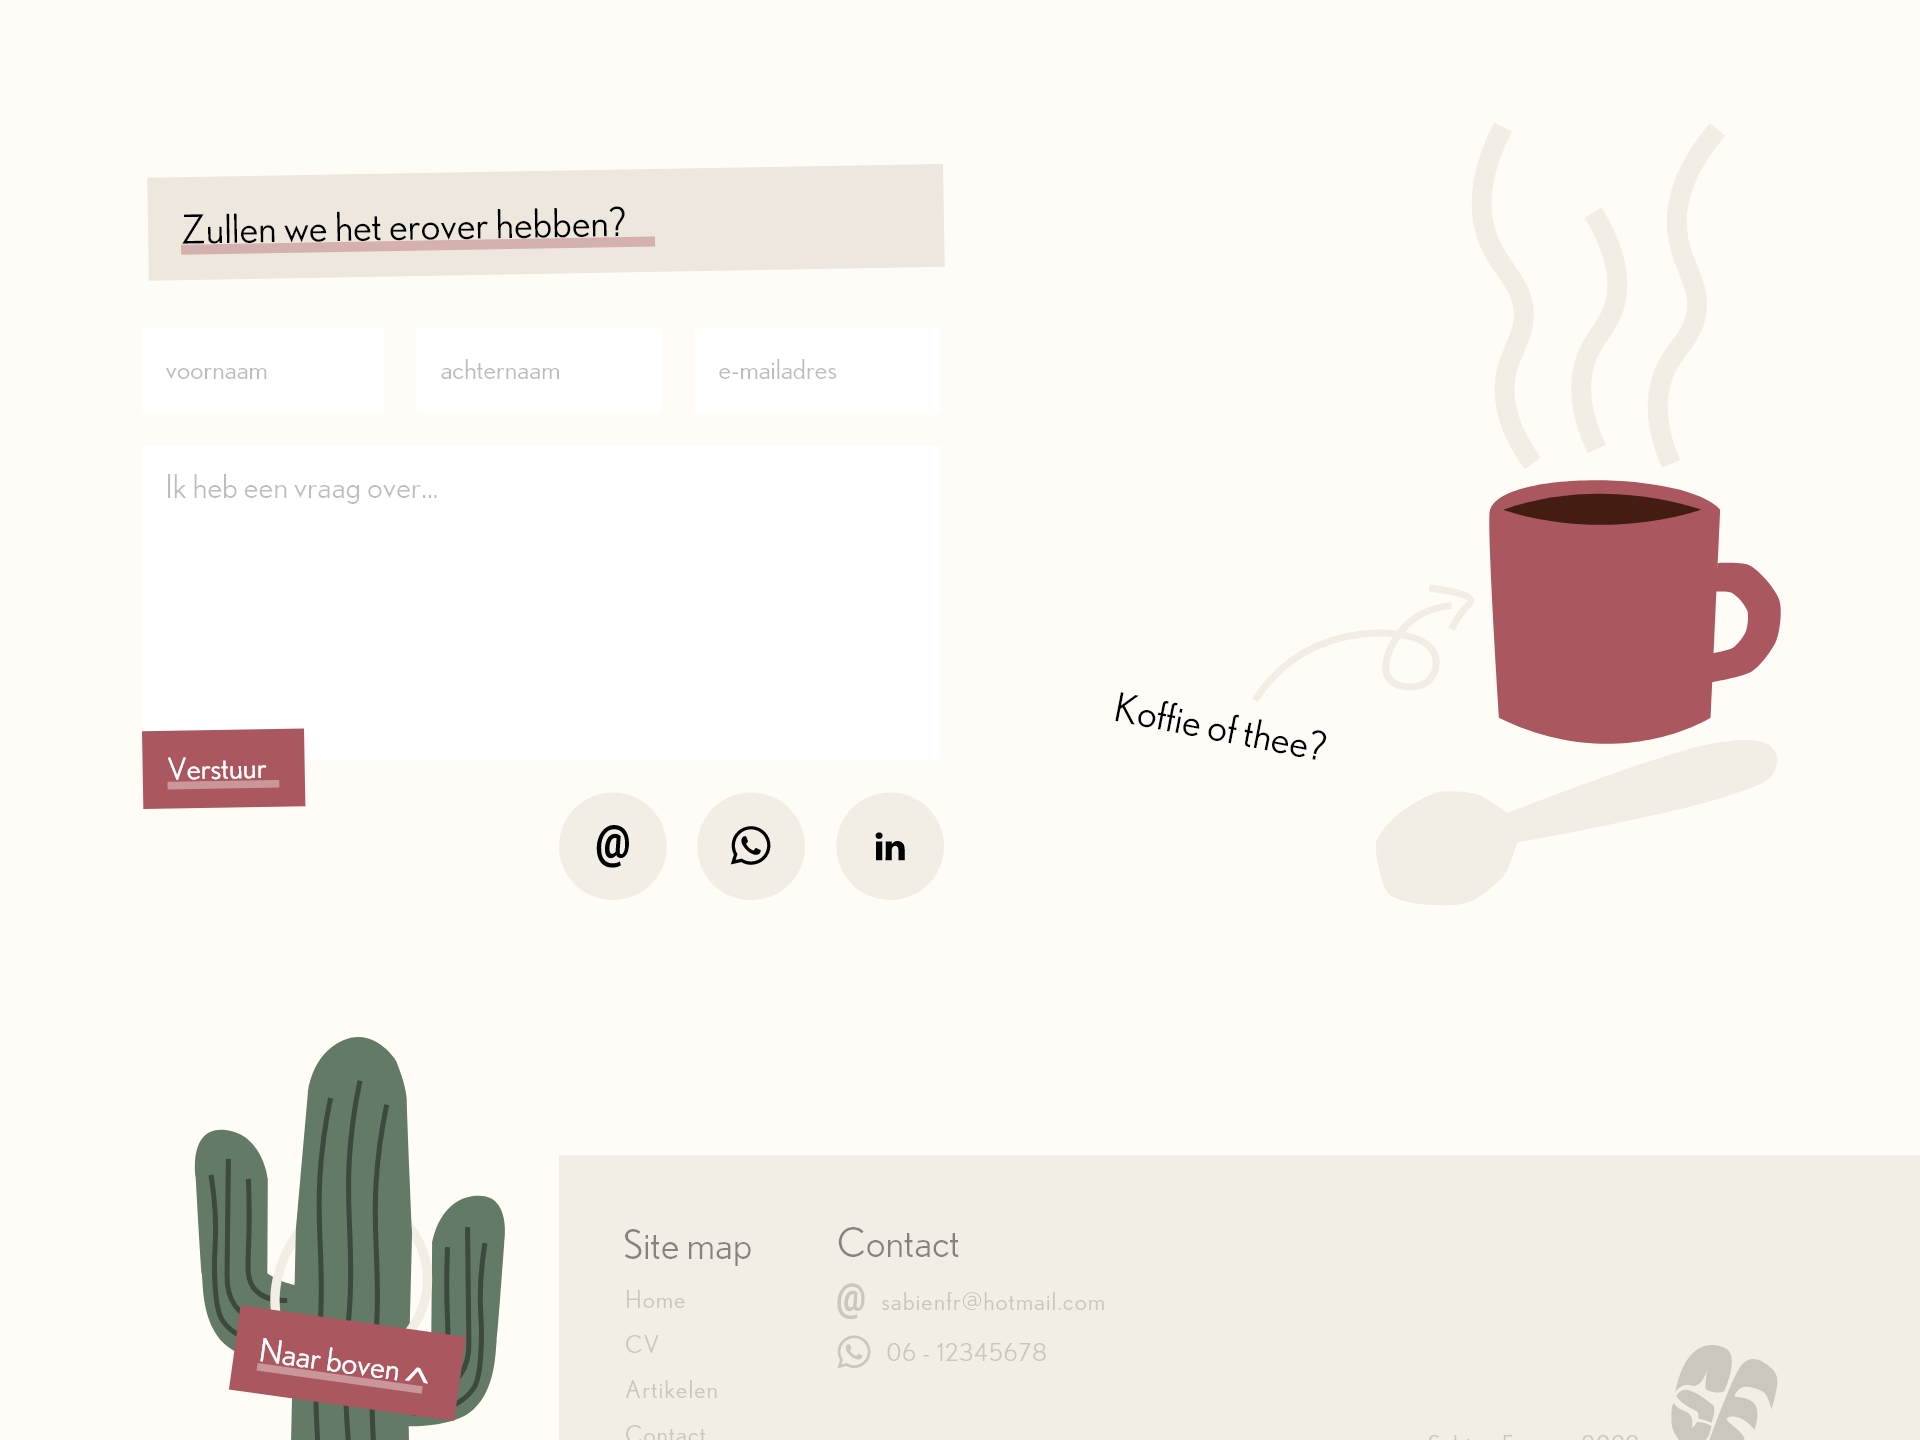 Zullen we het erover hebben?
voornaam
achternaam
e-mailadres
Ik heb een vraag over...
Verstuur
Koffie of thee?
@
in
Naar boven ^
Site map
Home
CV
Artikelen
Contact
Contact
@ sabienfr@hotmail.com
06 - 12345678